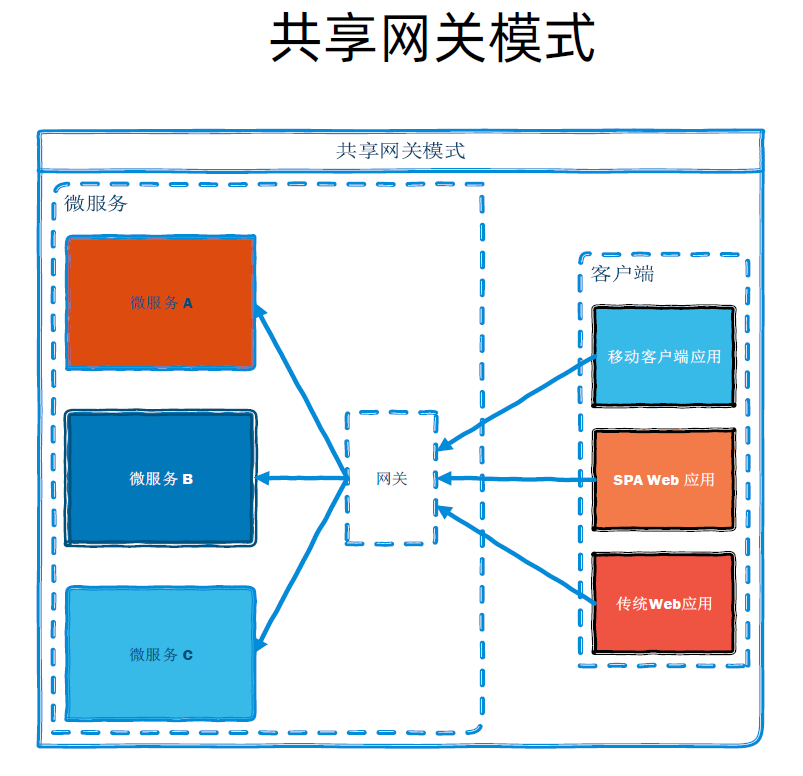 共享网关模式
共享网关模式
微服务
微服务 A
微服务 B
微服务 C
网关
客户端
移动客户端应用
SPA Web 应用
传统Web应用